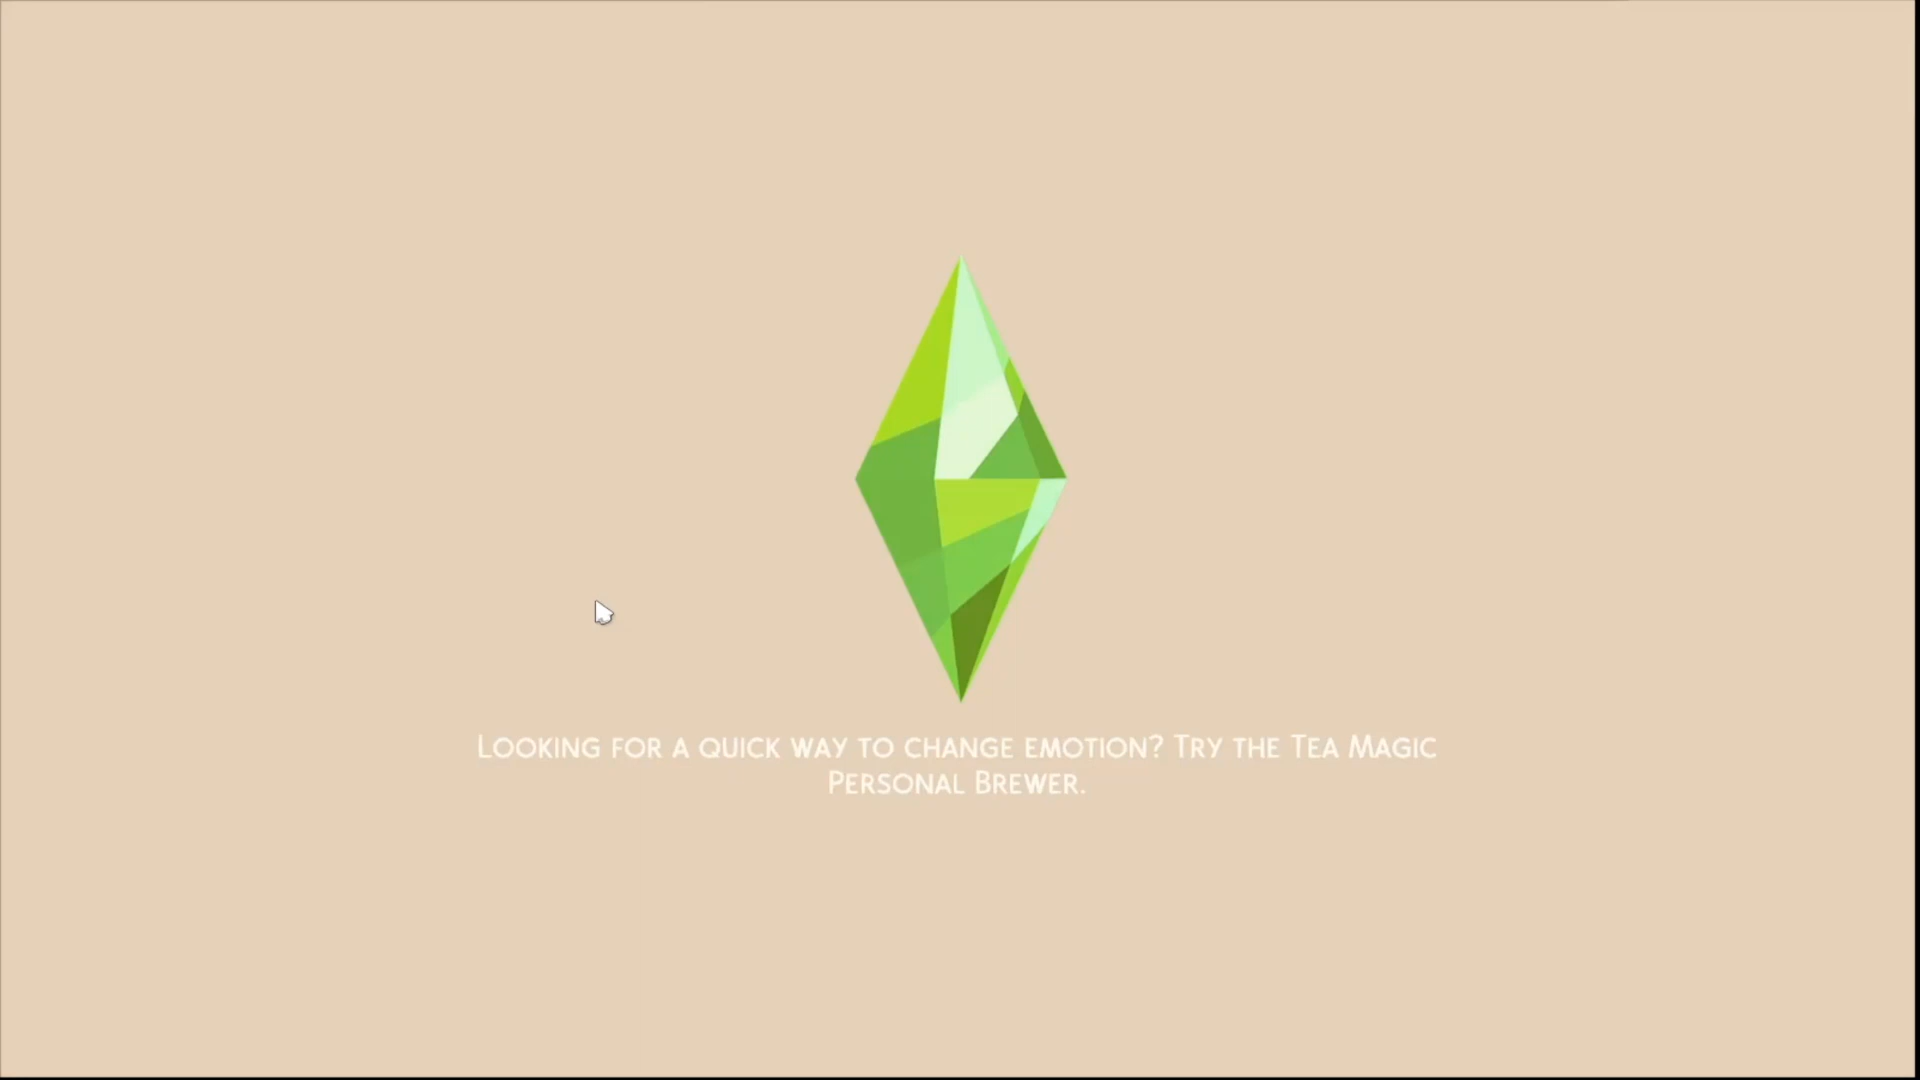 Looking for a quick way to change emotion? Try the Tea Magic
Personal Brewer.